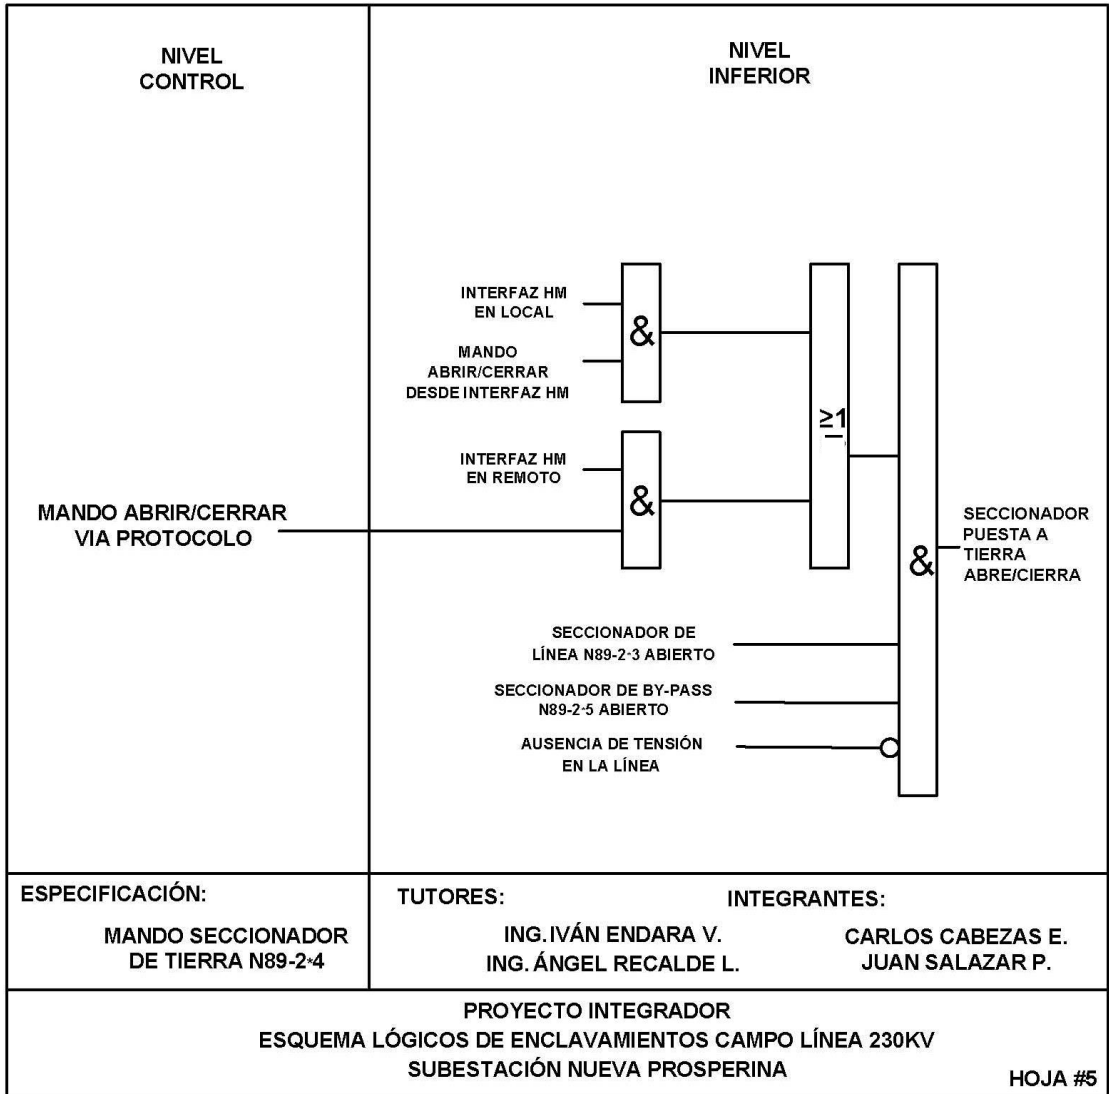 NIVEL
CONTROL
NIVEL
INFERIOR
INTERFAZ HM
EN LOCAL
&
MANDO
ABRIR/CERRAR
DESDE INTERFAZ HM
≥1
INTERFAZ HM
EN REMOTO
&
MANDO ABRIR/CERRAR
VIA PROTOCOLO
SECCIONADOR
PUESTA A
TIERRA
ABRE/CIERRA
&
SECCIONADOR DE
LÍNEA N89-2*3 ABIERTO
SECCIONADOR DE BY-PASS
N89-2*5 ABIERTO
AUSENCIA DE TENSIÓN
EN LA LÍNEA
ESPECIFICACIÓN:
MANDO SECCIONADOR
DE TIERRA N89-2*4
TUTORES:
ING.IVÁN ENDARA V.
ING. ÁNGEL RECALDE L.
INTEGRANTES:
CARLOS CABEZAS E.
JUAN SALAZAR P.
PROYECTO INTEGRADOR
ESQUEMA LÓGICOS DE ENCLAVAMIENTOS CAMPO LÍNEA 230KV
SUBESTACIÓN NUEVA PROSPERINA
HOJA #5